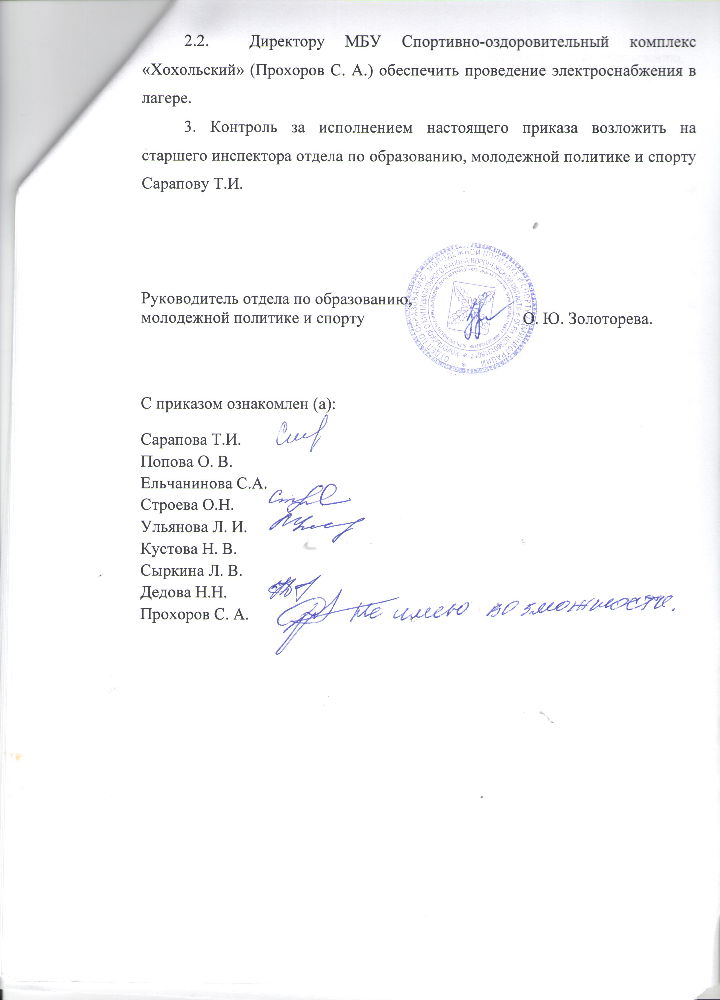 2.2. Директору МБУ Спортивно-оздоровительный комплекс
«Хохольский» (Прохоров С. А.) обеспечить проведение электроснабжения в
лагере.
3. Контроль за исполнением настоящего приказа возложить на
старшего инспектора отдела по образованию, молодежной политике и спорту
Сарапову Т.И.
Руководитель отдела по образованию,
молодежной политике и спорту О. Ю. Золоторева.
ОТДЕЛ ПО ОБРАЗОВАНИЮ, МОЛОДЕЖНОЙ ПОЛИТИКЕ И СПОРТУ АДМИНИСТРАЦИИ *
ХОХОЛЬСКОГО МУНИЦИПАЛЬНОГО РАЙОНА ВОРОНЕЖСКОЙ ОБЛАСТИ * ОГРН 1023601318817 *
С приказом ознакомлен (а):
Сарапова Т.И.
Попова О. В.
Ельчанинова С.А.
Строева О.Н.
Ульянова Л. И.
Кустова Н. В.
Сыркина Л. В.
Дедова Н.Н.
Прохоров С. А. Не имею возможности.